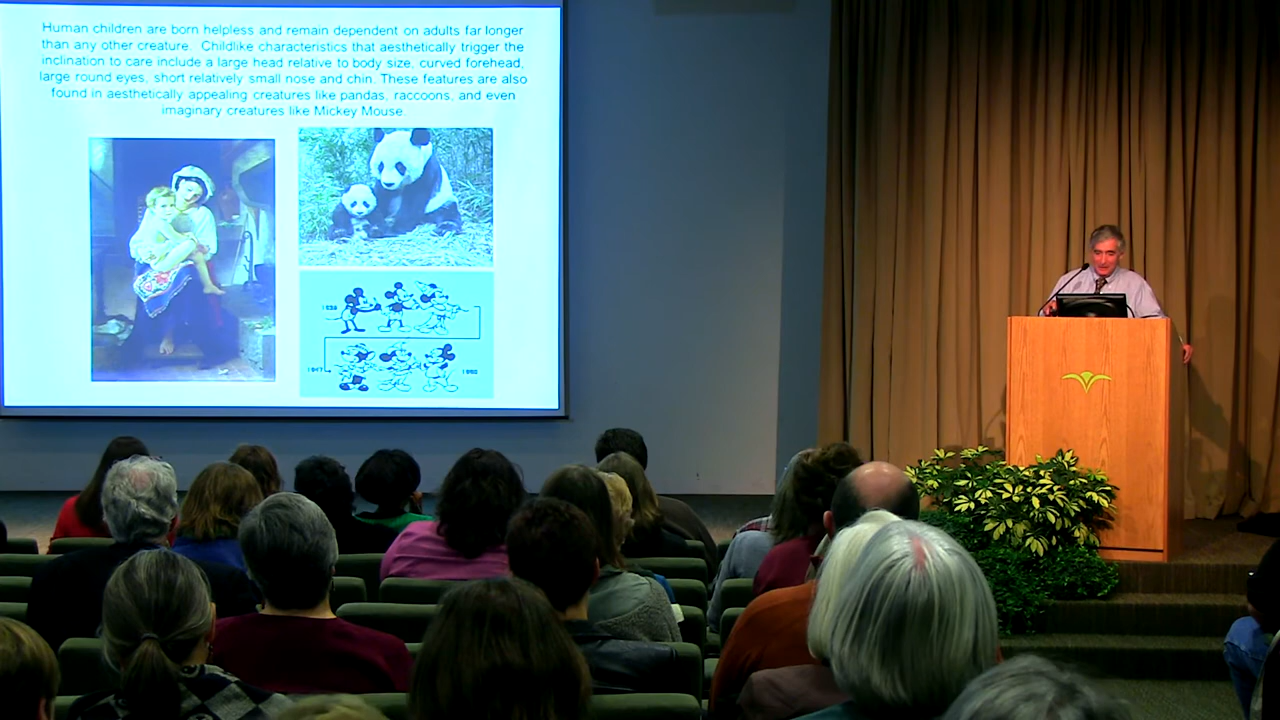 Human children are born helpless and remain dependent on adults far longer
than any other creature. Childlike characteristics that aesthetically trigger the
inclination to care include a large head relative to body size, curved forehead,
large round eyes, short relatively small nose and chin. These features are also
found in aesthetically appealing creatures like pandas, raccoons, and even
imaginary creatures like Mickey Mouse.